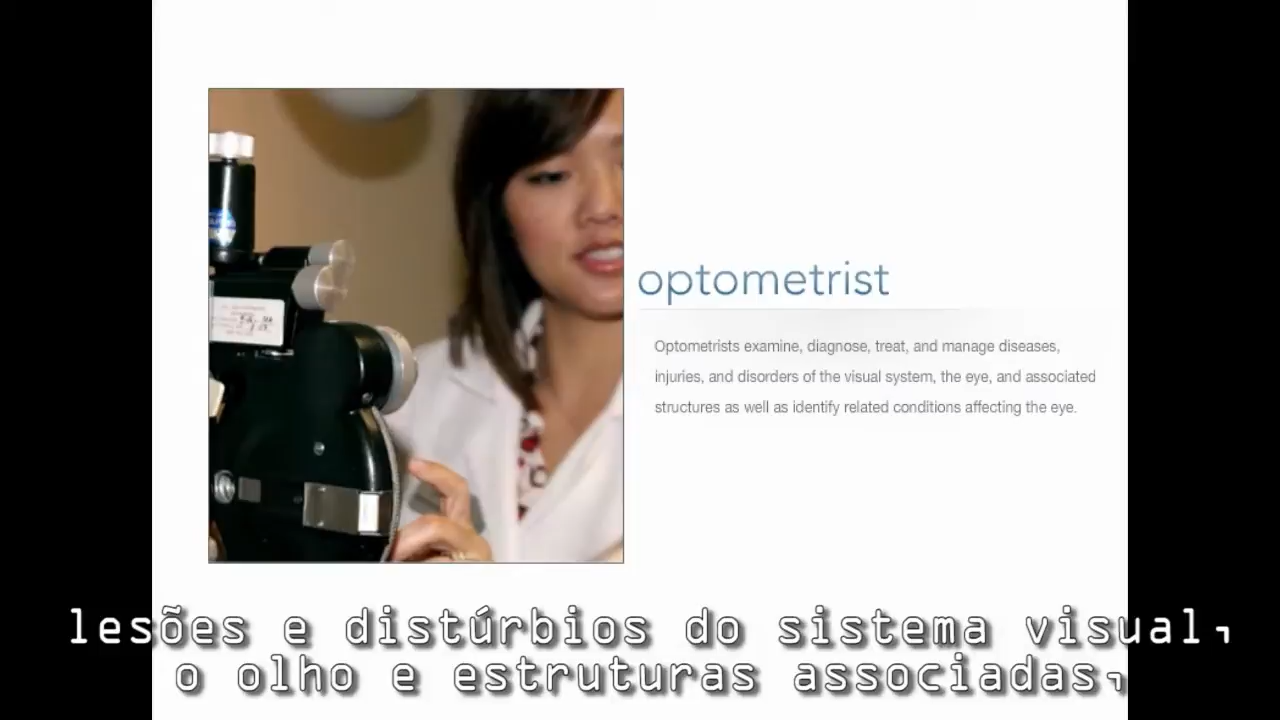 optometrist
Optometrists examine, diagnose, treat, and manage diseases,
injuries, and disorders of the visual system, the eye, and associated
structures as well as identify related conditions affecting the eye.
lesões e distúrbios do sistema visual,
o olho e estruturas associadas,